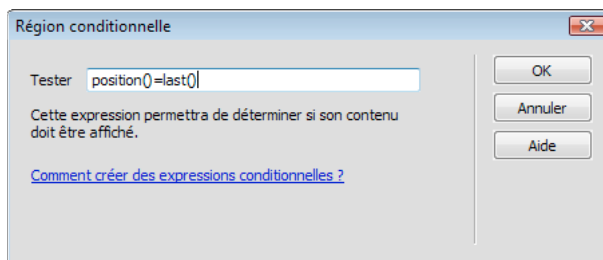 Région conditionnelle
Tester position()=last()
Cette expression permettra de déterminer si son contenu
doit être affiché.
Comment créer des expressions conditionnelles ?
OK
Annuler
Aide